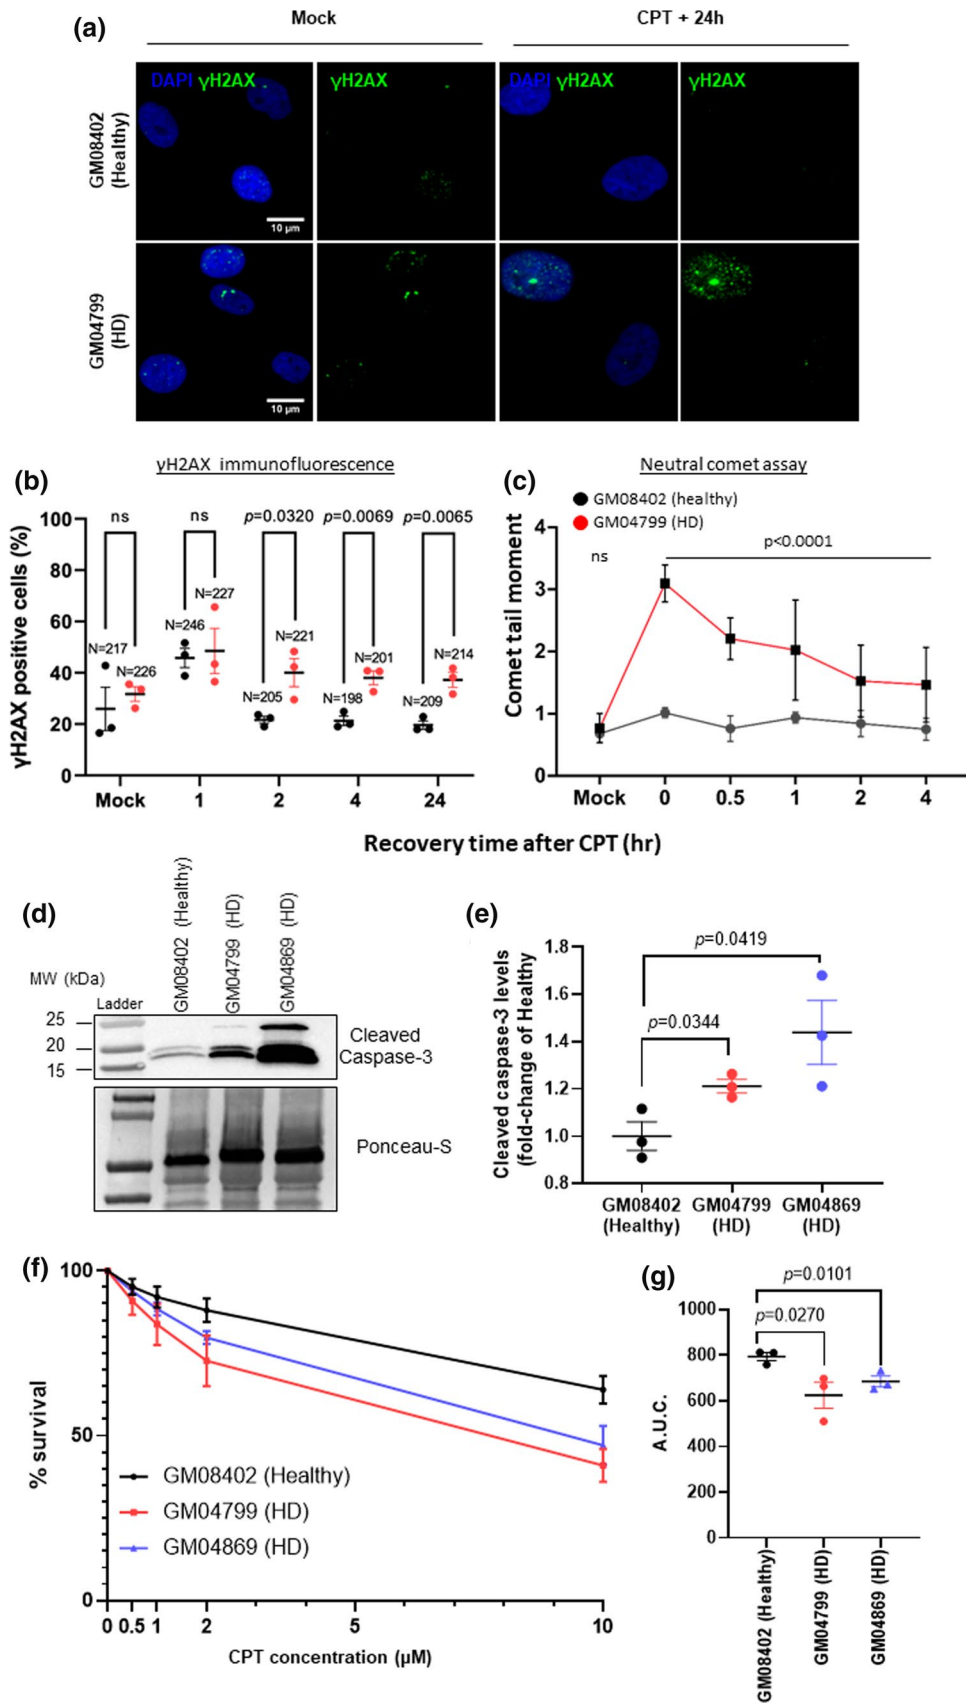 (a)
Mock
CPT + 24h
GM08402
(Healthy)
DAPI γH2AX
γH2AX
DAPI γH2AX
γH2AX
10 µm
GM04799
(HD)
10 µm
(b)
γH2AX immunofluorescence
γH2AX positive cells (%)
100
80
60
40
20
0
ns
ns
p=0.0320
p=0.0069
p=0.0065
N=217
N=226
N=246
N=227
N=205
N=221
N=198
N=201
N=209
N=214
Mock
1
2
4
24
(c)
Neutral comet assay
GM08402 (healthy)
GM04799 (HD)
Comet tail moment
4
3
2
1
0
ns
p<0.0001
Mock
0
0.5
1
2
4
Recovery time after CPT (hr)
(d)
GM08402 (Healthy)
GM04799 (HD)
GM04869 (HD)
MW (kDa)
Ladder
25
20
15
Cleaved
Caspase-3
Ponceau-S
(e)
Cleaved caspase-3 levels
(fold-change of Healthy
1.8
1.6
1.4
1.2
1.0
0.8
p=0.0419
p=0.0344
GM08402
(Healthy)
GM04799
(HD)
GM04869
(HD)
(f)
% survival
100
50
0
GM08402 (Healthy)
GM04799 (HD)
GM04869 (HD)
0
0.5
1
2
5
10
CPT concentration (µM)
(g)
A.U.C.
1000
800
600
400
200
0
p=0.0101
p=0.0270
GM08402 (Healthy)
GM04799 (HD)
GM04869 (HD)